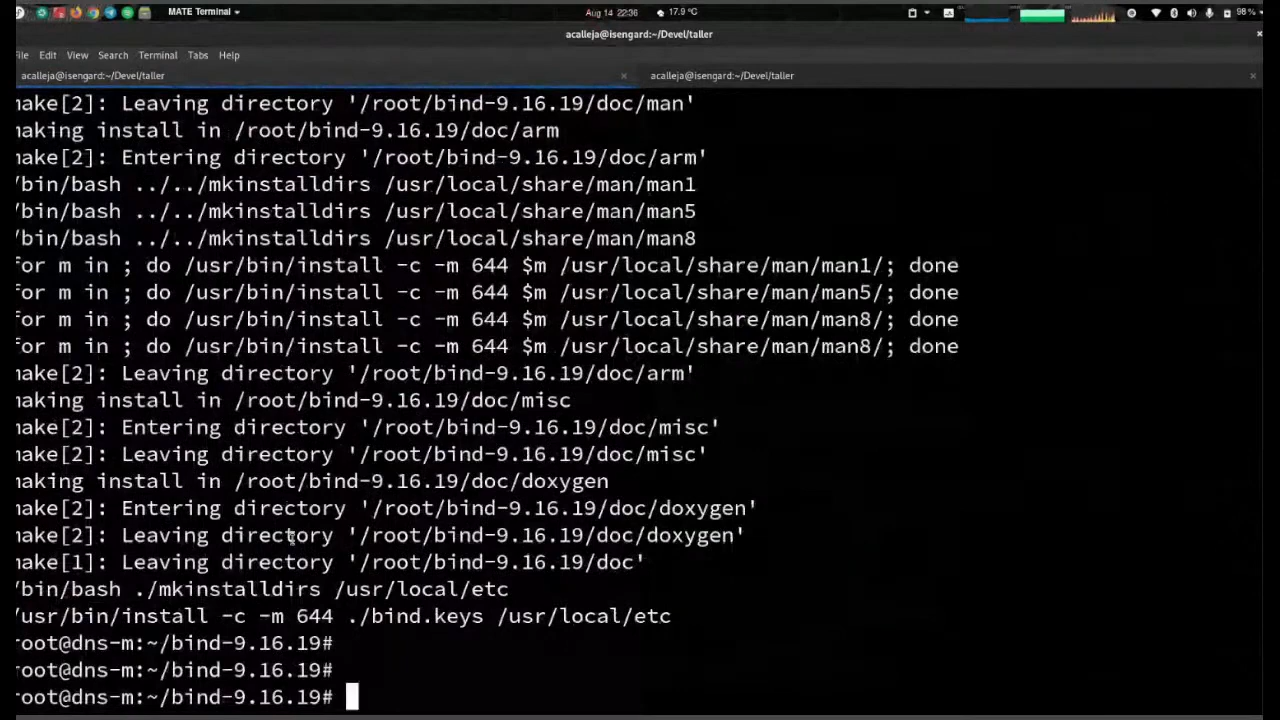 MATE Terminal
Aug 14 22:36
17.9 °C
98 %
acalleja@isengard:~/Devel/taller
File Edit View Search Terminal Tabs Help
acalleja@isengard:~/Devel/taller
acalleja@isengard:~/Devel/taller
make[2]: Leaving directory '/root/bind-9.16.19/doc/man'
making install in /root/bind-9.16.19/doc/arm
make[2]: Entering directory '/root/bind-9.16.19/doc/arm'
/bin/bash ../../mkinstalldirs /usr/local/share/man/man1
/bin/bash ../../mkinstalldirs /usr/local/share/man/man5
/bin/bash ../../mkinstalldirs /usr/local/share/man/man8
for m in ; do /usr/bin/install -c -m 644 $m /usr/local/share/man/man1/; done
for m in ; do /usr/bin/install -c -m 644 $m /usr/local/share/man/man5/; done
for m in ; do /usr/bin/install -c -m 644 $m /usr/local/share/man/man8/; done
for m in ; do /usr/bin/install -c -m 644 $m /usr/local/share/man/man8/; done
make[2]: Leaving directory '/root/bind-9.16.19/doc/arm'
making install in /root/bind-9.16.19/doc/misc
make[2]: Entering directory '/root/bind-9.16.19/doc/misc'
make[2]: Leaving directory '/root/bind-9.16.19/doc/misc'
making install in /root/bind-9.16.19/doc/doxygen
make[2]: Entering directory '/root/bind-9.16.19/doc/doxygen'
make[2]: Leaving directory '/root/bind-9.16.19/doc/doxygen'
make[1]: Leaving directory '/root/bind-9.16.19/doc'
/bin/bash ./mkinstalldirs /usr/local/etc
/usr/bin/install -c -m 644 ./bind.keys /usr/local/etc
root@dns-m:~/bind-9.16.19#
root@dns-m:~/bind-9.16.19#
root@dns-m:~/bind-9.16.19#